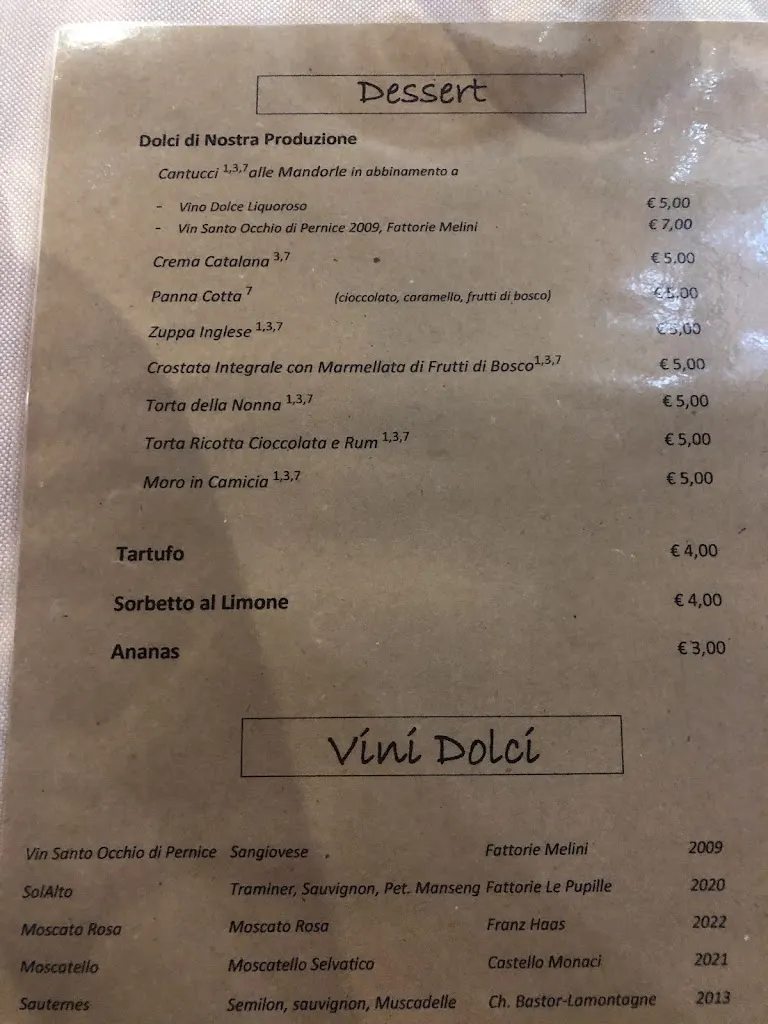 Dessert
Dolci di Nostra Produzione
Cantucci 1,3,7 alle Mandorle in abbinamento a
- Vino Dolce Liquoroso € 5,00
- Vin Santo Occhio di Pernice 2009, Fattorie Melini € 7,00
Crema Catalana 3,7 € 5,00
Panna Cotta 7 (cioccolato, caramello, frutti di bosco) € 5,00
Zuppa Inglese 1,3,7 € 5,00
Crostata Integrale con Marmellata di Frutti di Bosco 1,3,7 € 5,00
Torta della Nonna 1,3,7 € 5,00
Torta Ricotta Cioccolata e Rum 1,3,7 € 5,00
Moro in Camicia 1,3,7 € 5,00
Tartufo € 4,00
Sorbetto al Limone € 4,00
Ananas € 3,00
Vini Dolci
Vin Santo Occhio di Pernice Sangiovese Fattorie Melini 2009
SolAlto Traminer, Sauvignon, Pet. Manseng Fattorie Le Pupille 2020
Moscato Rosa Moscato Rosa Franz Haas 2022
Moscatello Moscatello Selvatico Castello Monaci 2021
Sauternes Semilon, sauvignon, Muscadelle Ch. Bastor-Lamontagne 2013